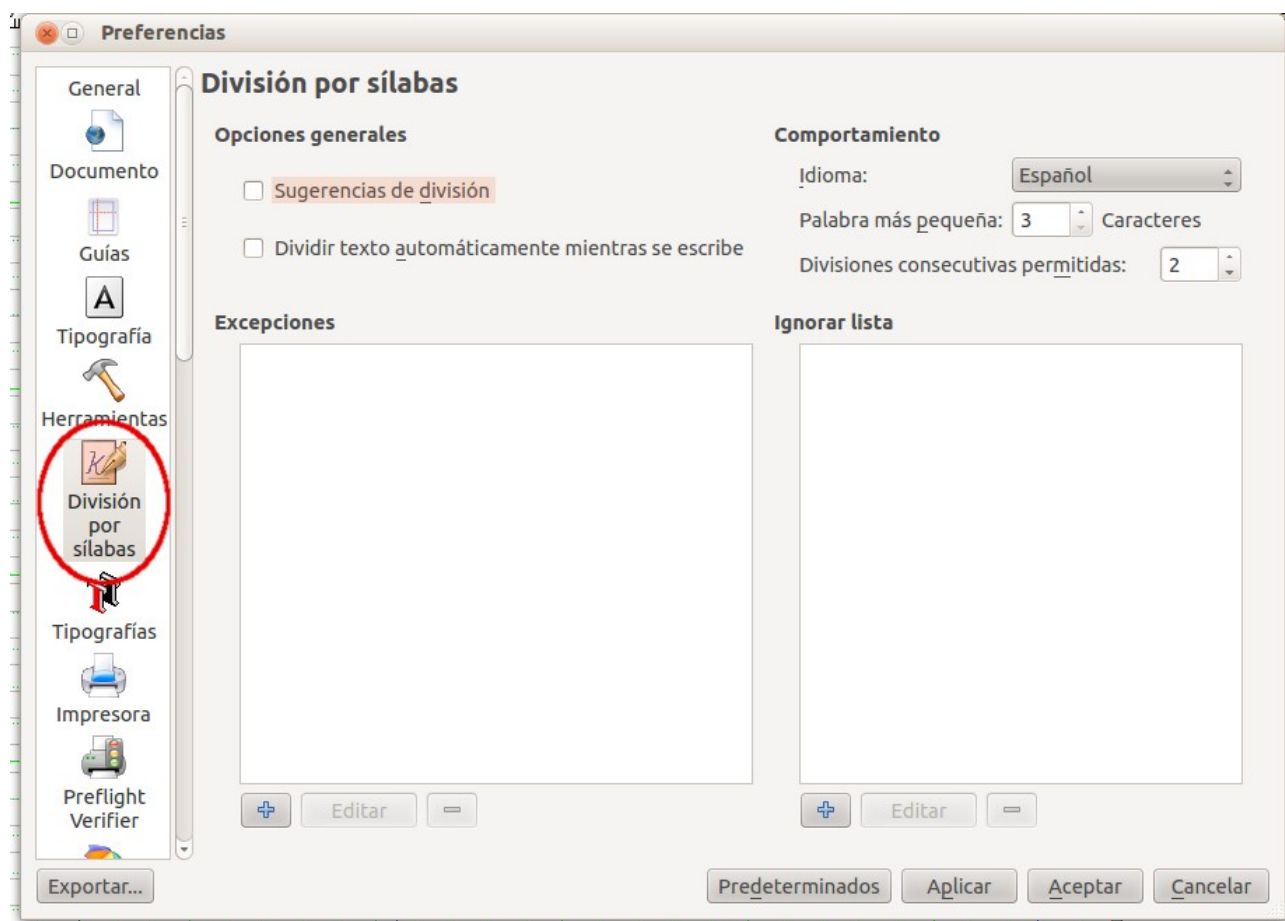 Preferencias
General
Documento
Guías
Tipografía
Herramientas
División
por
sílabas
Tipografías
Impresora
Preflight
Verifier
División por sílabas
Opciones generales
Sugerencias de división
Dividir texto automáticamente mientras se escribe
Comportamiento
Idioma: Español
Palabra más pequeña: 3 Caracteres
Divisiones consecutivas permitidas: 2
Excepciones
Editar
Ignorar lista
Editar
Exportar...
Predeterminados Aplicar Aceptar Cancelar